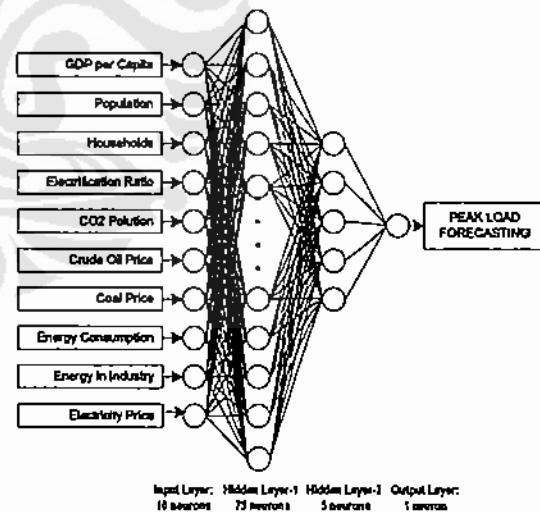 GDP per Capita
Population
Households
Electrification Ratio
CO2 Polution
Crude Oil Price
Coal Price
Energy Consumption
Energy In Industry
Electricity Price
PEAK LOAD
FORECASTING
Input Layer: Hidden Layer-1 Hidden Layer-2 Output Layer:
10 neurons 75 neurons 5 neurons 1 neuron